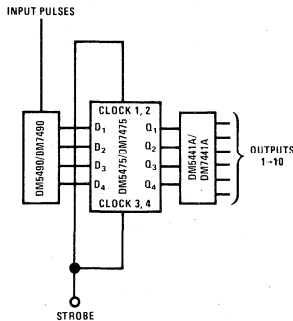 INPUT PULSES
CLOCK 1, 2
DM5490/DM7490
D1
D2
D3
D4
DM5475/DM7475
Q1
Q2
Q3
Q4
CLOCK 3, 4
DM5441A/
DM7441A
OUTPUTS
1→10
STROBE